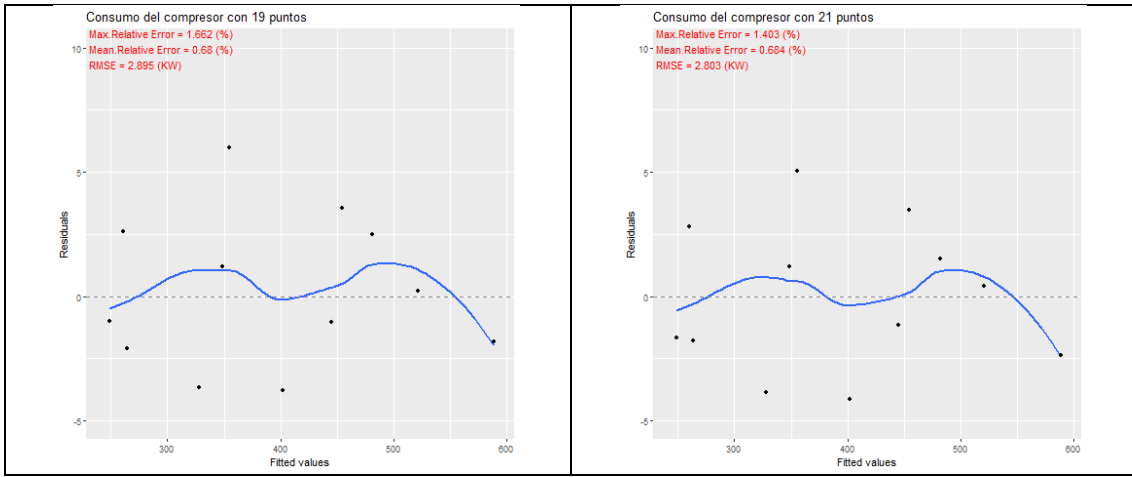 Consumo del compresor con 19 puntos
Max.Relative Error = 1.662 (%)
Mean.Relative Error = 0.68 (%)
RMSE = 2.895 (KW)
10
5
0
-5
Residuals
300
400
500
600
Fitted values
Consumo del compresor con 21 puntos
Max.Relative Error = 1.403 (%)
Mean.Relative Error = 0.684 (%)
RMSE = 2.803 (KW)
10
5
0
-5
Residuals
300
400
500
600
Fitted values